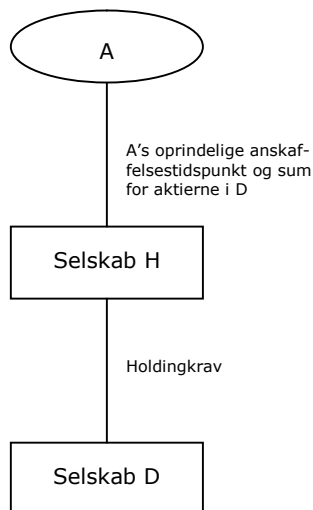 A
A's oprindelige anskaf-
felsestidspunkt og sum
for aktierne i D
Selskab H
Holdingkrav
Selskab D